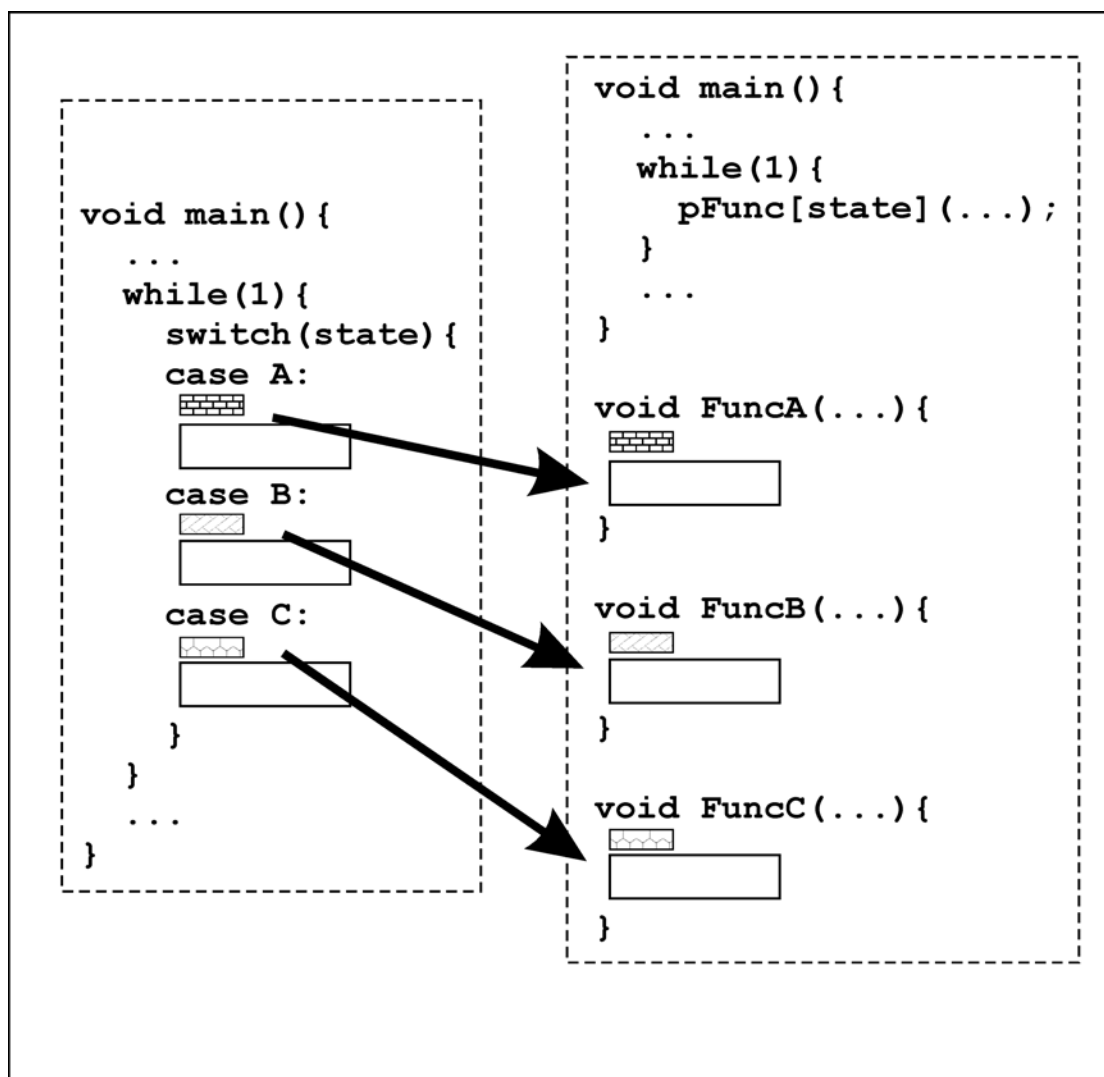 void main(){
...
while(1){
switch(state){
case A:
case B:
case C:
}
}
...
}
void main(){
...
while(1){
pFunc[state](...);
}
...
}
void FuncA(...){
}
void FuncB(...){
}
void FuncC(...){
}